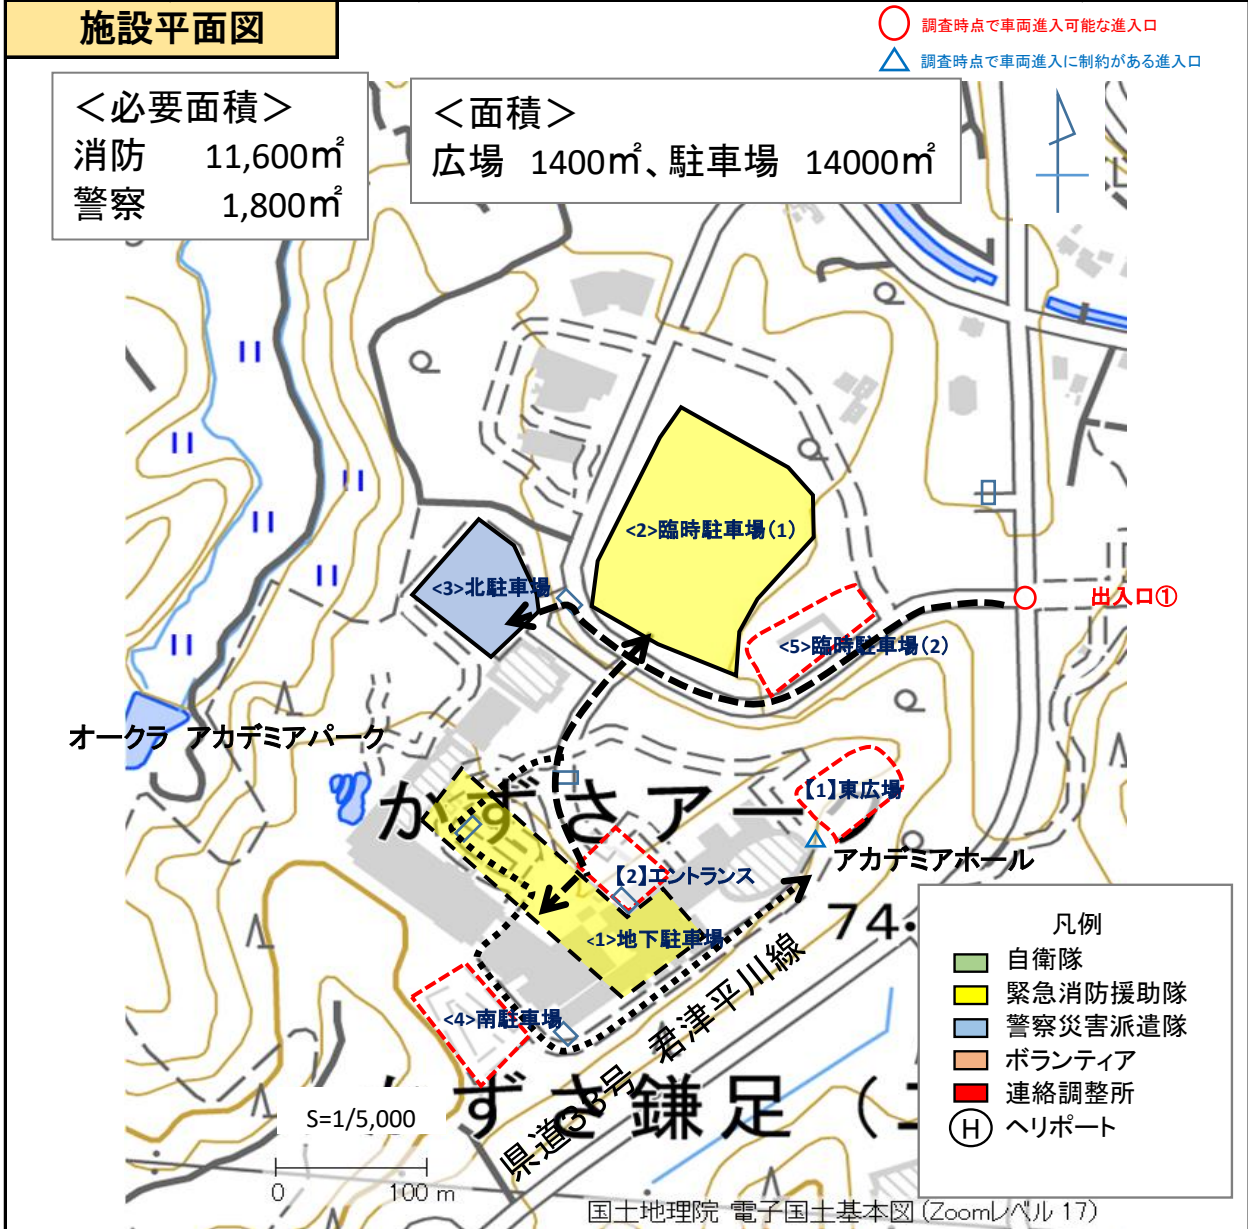 施設平面図
調査時点で車両進入可能な進入口
調査時点で車両進入に制約がある進入口
＜必要面積＞
消防 11,600㎡
警察 1,800㎡
＜面積＞
広場 1400㎡、駐車場 14000㎡
<2>臨時駐車場(1)
<3>北駐車場
出入口①
<5>臨時駐車場(2)
オークラ アカデミアパーク
かずさア
【1】東広場
アカデミアホール
【2】エントランス
<1>地下駐車場
74
<4>南駐車場
県道33号 君津平川線
ずさ鎌足（
凡例
自衛隊
緊急消防援助隊
警察災害派遣隊
ボランティア
連絡調整所
H ヘリポート
S=1/5,000
0 100 m
国土地理院 電子国土基本図 (Zoomレベル 17)